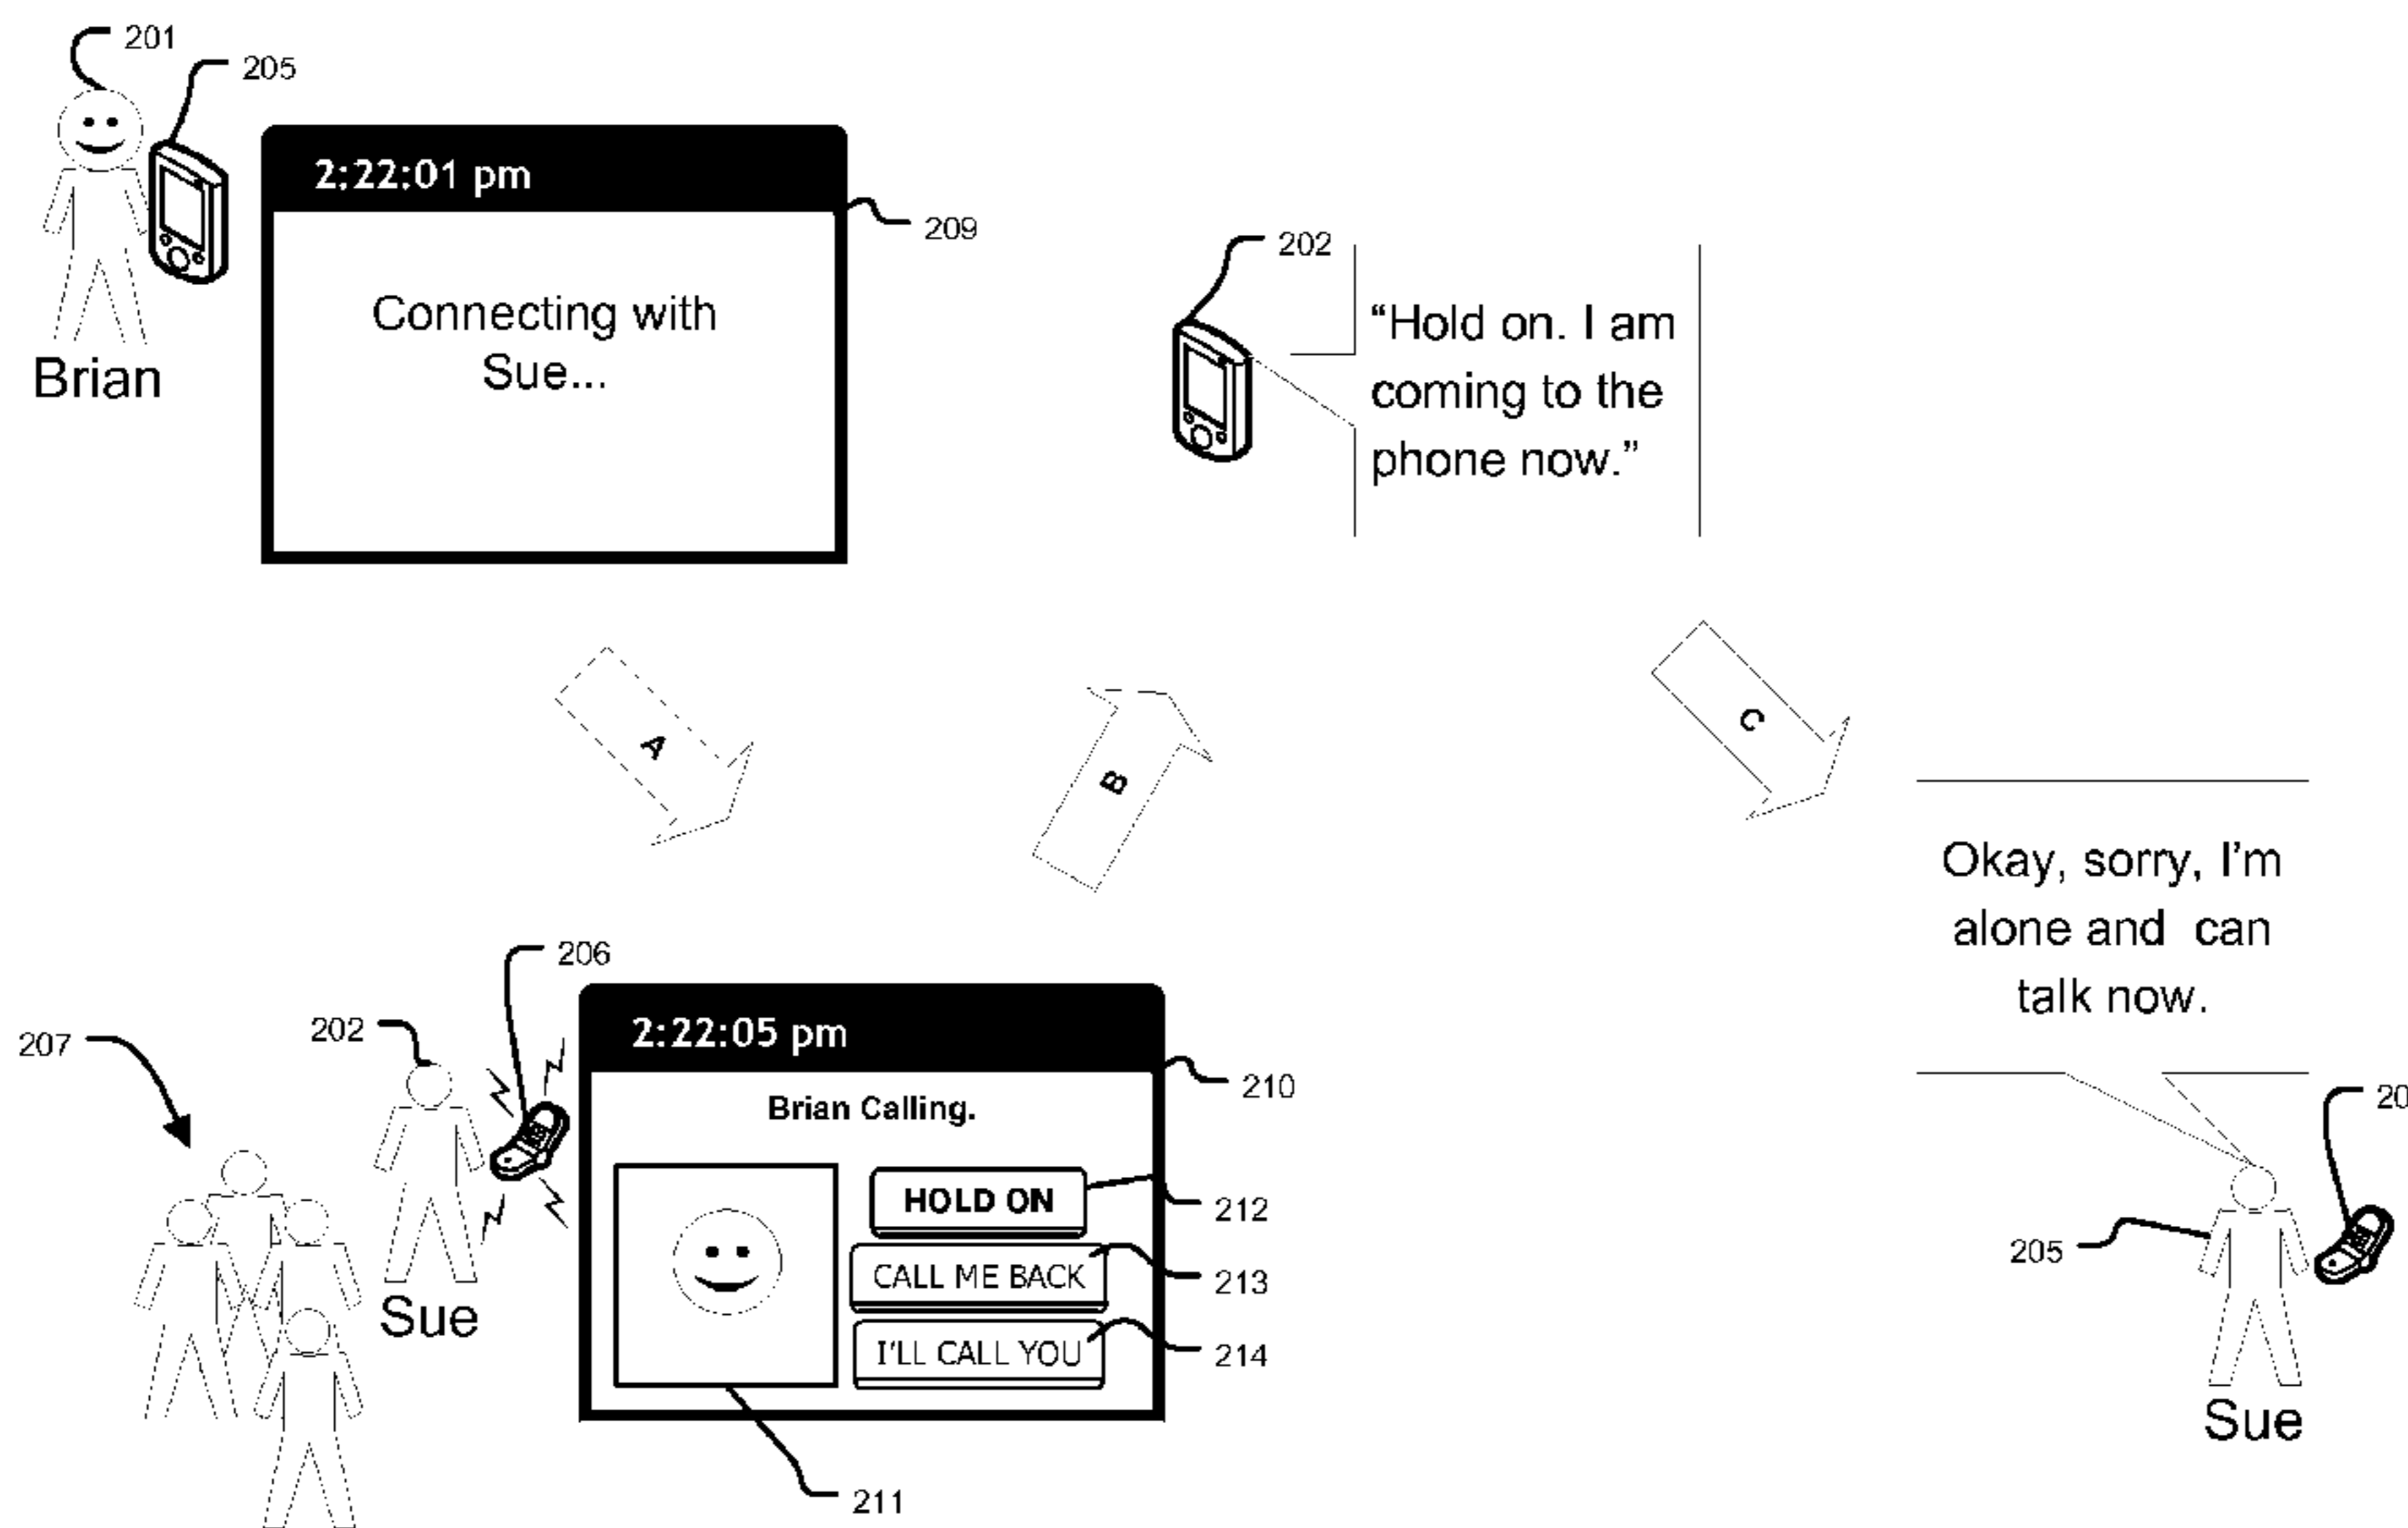 201
205
2:22:01 pm
209
Connecting with
Sue...
Brian
202
“Hold on. I am
coming to the
phone now.”
A
B
C
Okay, sorry, I'm
alone and can
talk now.
206
202
207
2:22:05 pm
210
Brian Calling.
HOLD ON
212
CALL ME BACK
213
I'LL CALL YOU
214
Sue
211
205
Sue